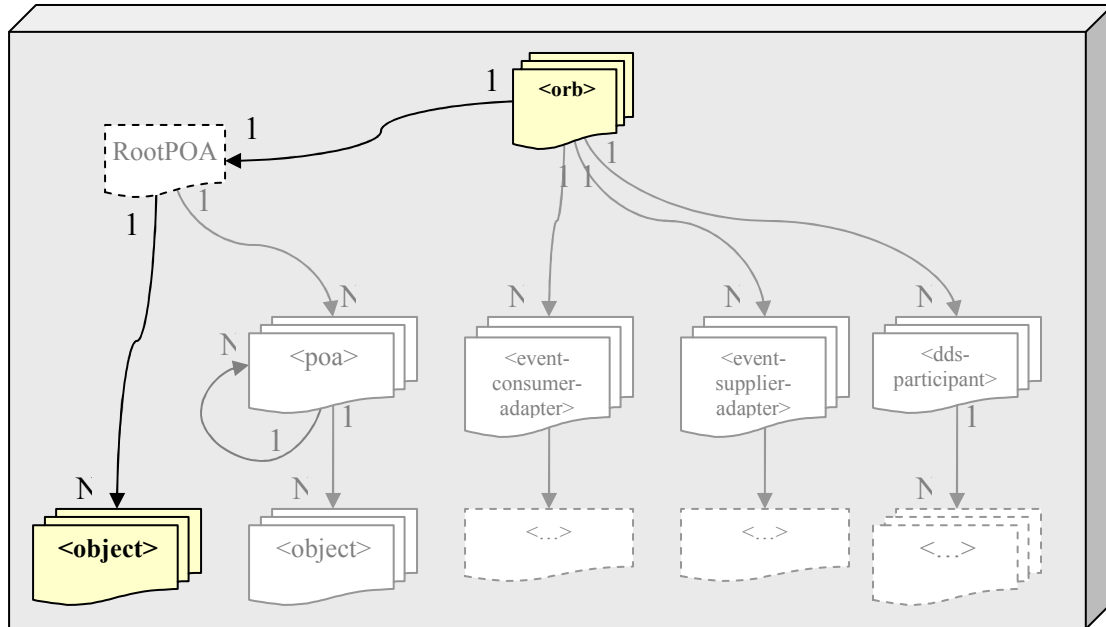 1
<orb>
1
RootPOA
1
1
1
1
1
N
N
N
N
N
<poa>
<event-
consumer-
adapter>
<event-
supplier-
adapter>
<dds-
participant>
1
1
1
N
N
N
<object>
<object>
<...>
<...>
<...>